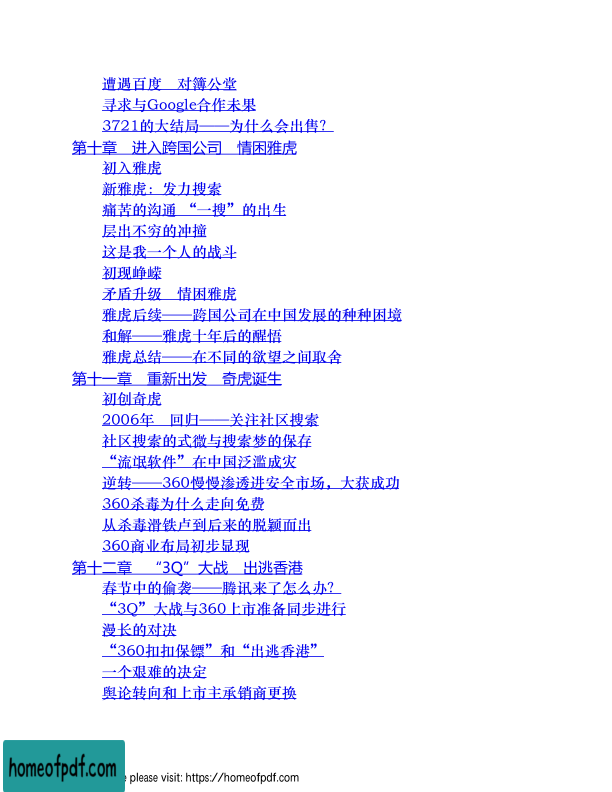 遭遇百度　对簿公堂
寻求与Google合作未果
3721的大结局——为什么会出售？
第十章　进入跨国公司　情困雅虎
初入雅虎
新雅虎：发力搜索
痛苦的沟通 “一搜”的出生
层出不穷的冲撞
这是我一个人的战斗
初现峥嵘
矛盾升级　情困雅虎
雅虎后续——跨国公司在中国发展的种种困境
和解——雅虎十年后的醒悟
雅虎总结——在不同的欲望之间取舍
第十一章　重新出发　奇虎诞生
初创奇虎
2006年　回归——关注社区搜索
社区搜索的式微与搜索梦的保存
“流氓软件”在中国泛滥成灾
逆转——360慢慢渗透进安全市场，大获成功
360杀毒为什么走向免费
从杀毒滑铁卢到后来的脱颖而出
360商业布局初步显现
第十二章　“3Q”大战　出逃香港
春节中的偷袭——腾讯来了怎么办？
“3Q”大战与360上市准备同步进行
漫长的对决
“360扣扣保镖”和“出逃香港”
一个艰难的决定
舆论转向和上市主承销商更换
homeofpdf.com
e please visit: https://homeofpdf.com